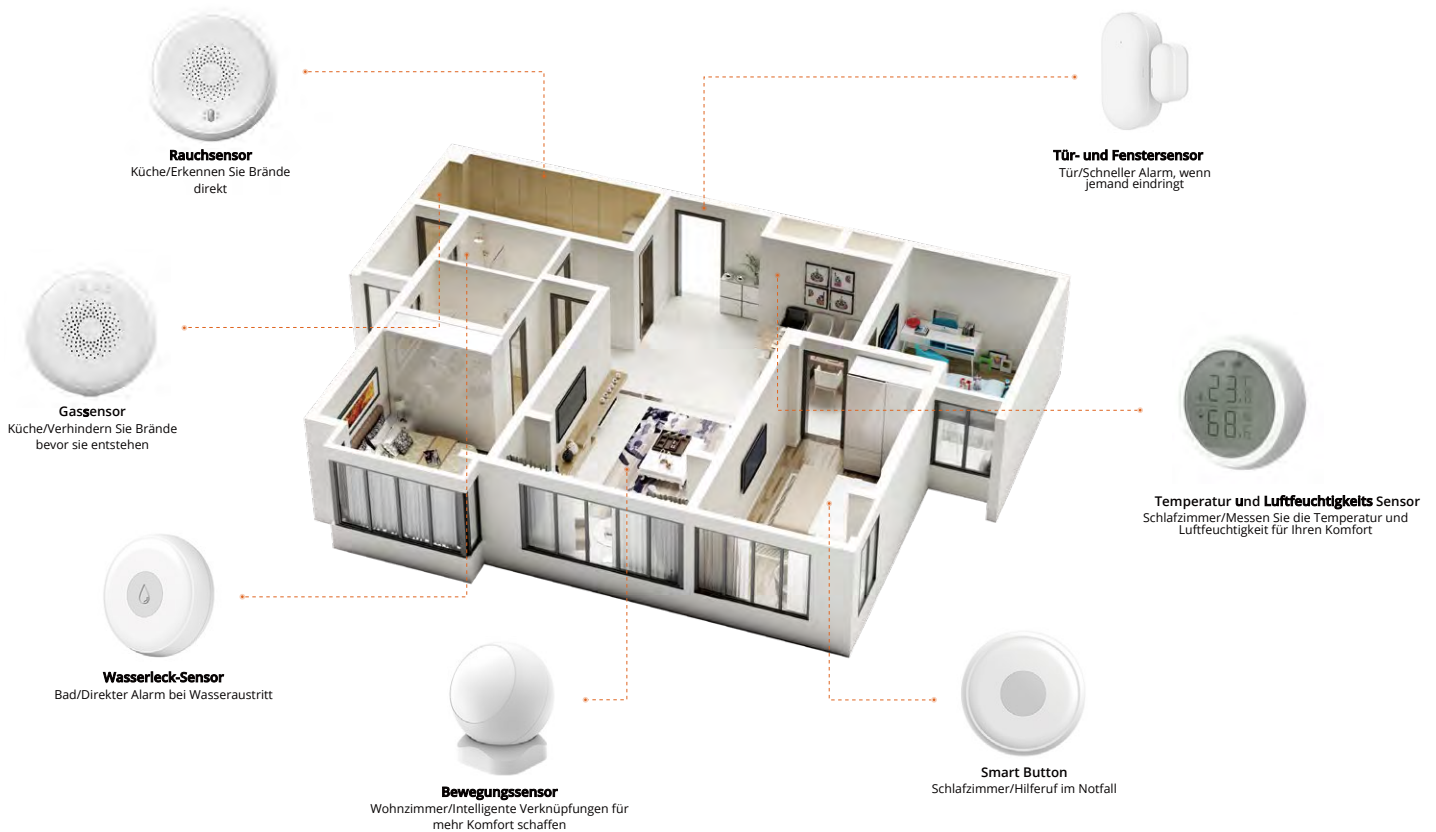 Rauchsensor
Küche/Erkennen Sie Brände
direkt
Tür- und Fenstersensor
Tür/Schneller Alarm, wenn
jemand eindringt
Gassensor
Küche/Verhindern Sie Brände
bevor sie entstehen
23.
68.
Temperatur und Luftfeuchtigkeits Sensor
Schlafzimmer/Messen Sie die Temperatur und
Luftfeuchtigkeit für Ihren Komfort
Wasserleck-Sensor
Bad/Direkter Alarm bei Wasseraustritt
Bewegungssensor
Wohnzimmer/Intelligente Verknüpfungen für
mehr Komfort schaffen
Smart Button
Schlafzimmer/Hilferuf im Notfall